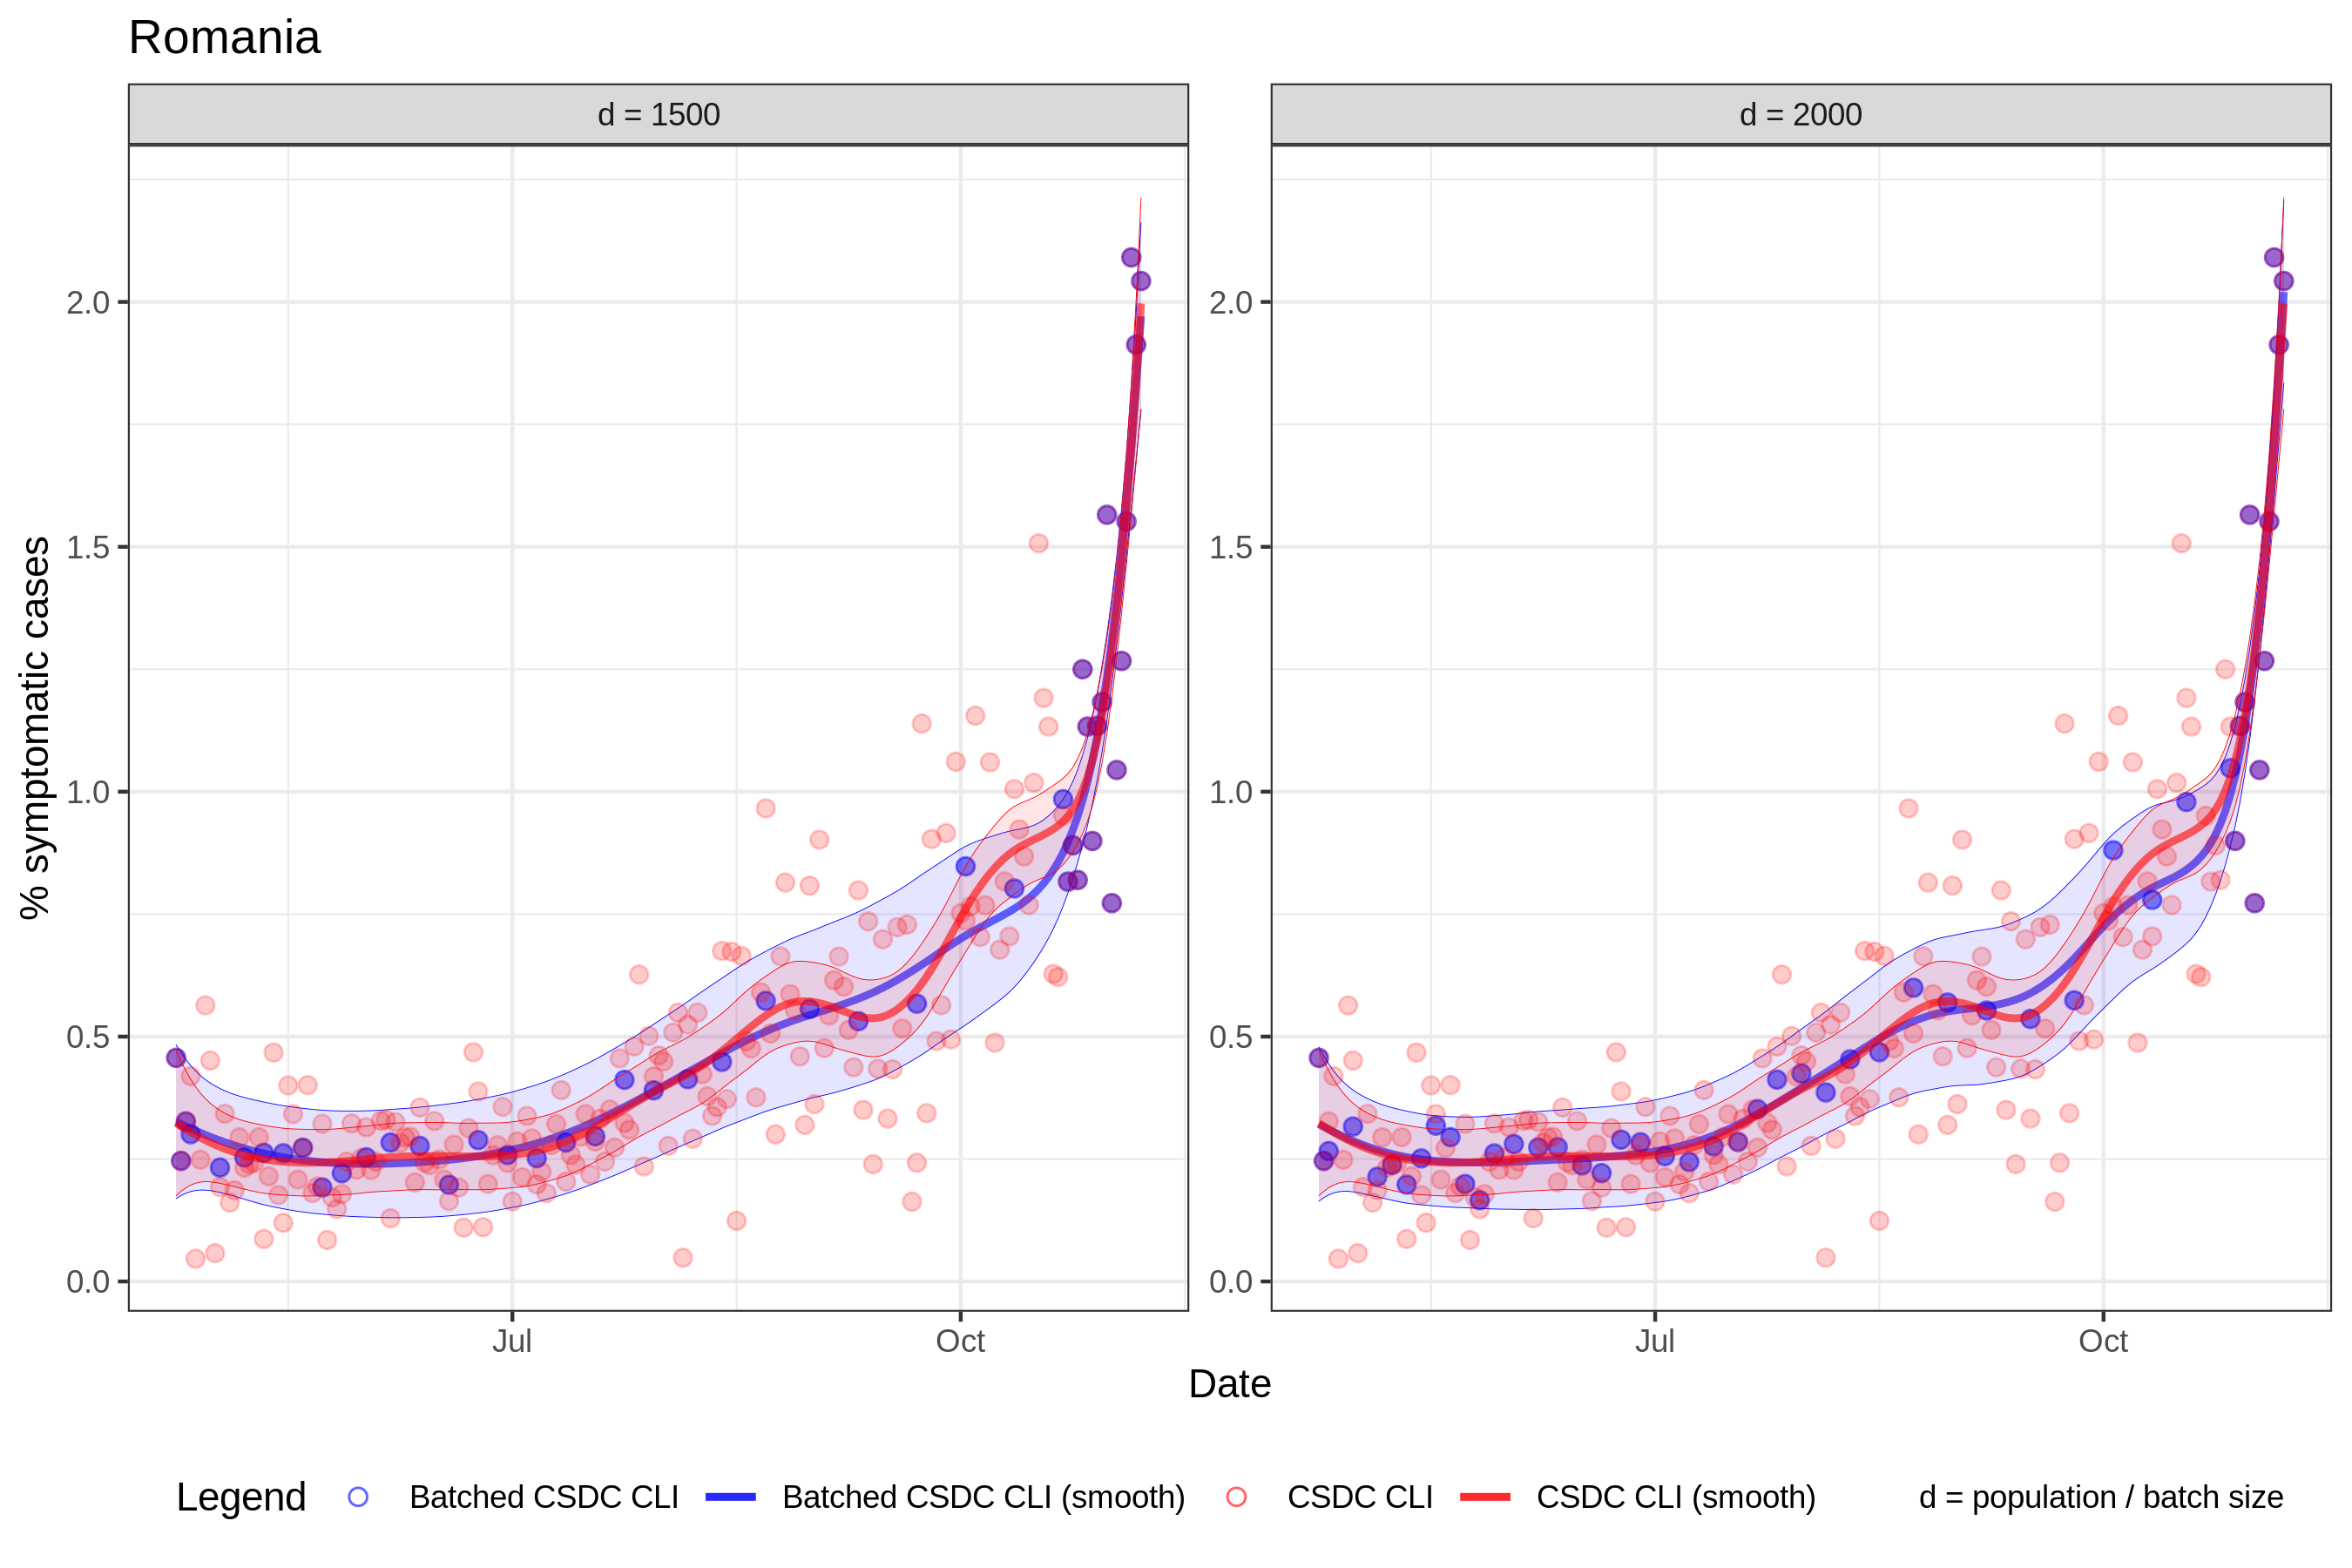 Romania
d = 1500
d = 2000
% symptomatic cases
2.0
1.5
1.0
0.5
0.0
2.0
1.5
1.0
0.5
0.0
Jul
Oct
Jul
Oct
Date
Legend
Batched CSDC CLI
Batched CSDC CLI (smooth)
CSDC CLI
CSDC CLI (smooth)
d = population / batch size